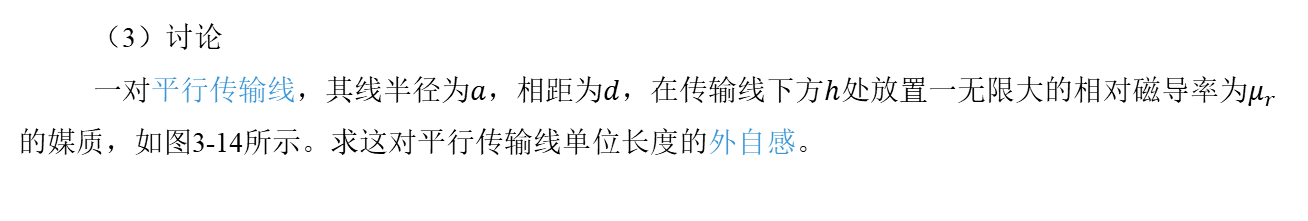 （3）讨论
一对平行传输线，其线半径为a，相距为d，在传输线下方h处放置一无限大的相对磁导率为μr
的媒质，如图3-14所示。求这对平行传输线单位长度的外自感。